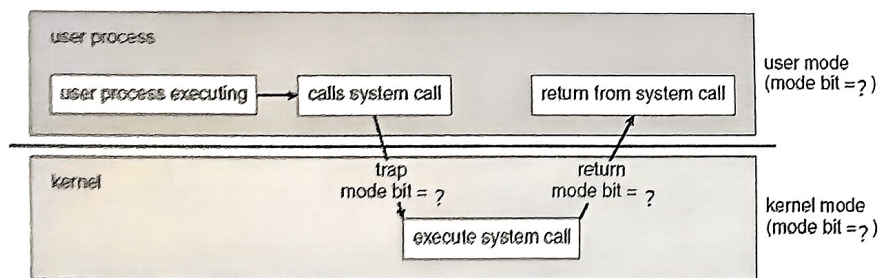 user process
user process executing
calls system call
return from system call
user mode
(mode bit = ?)
trap
mode bit = ?
return
mode bit = ?
kernel
execute system call
kernel mode
(mode bit = ?)